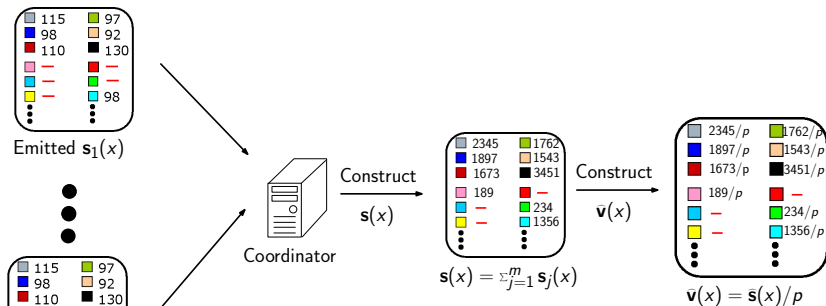 115 97
98 92
110 130
— —
— —
— 98
Emitted s₁(x)
115 97
98 92
110 130
Coordinator
Construct
s(x)
2345 1762
1897 1543
1673 3451
189 —
— 234
— 1356
s(x) = Σⱼ₌₁ᵐ sⱼ(x)
Construct
v̂(x)
2345/p 1762/p
1897/p 1543/p
1673/p 3451/p
189/p —
— 234/p
— 1356/p
v̂(x) = ŝ(x)/p